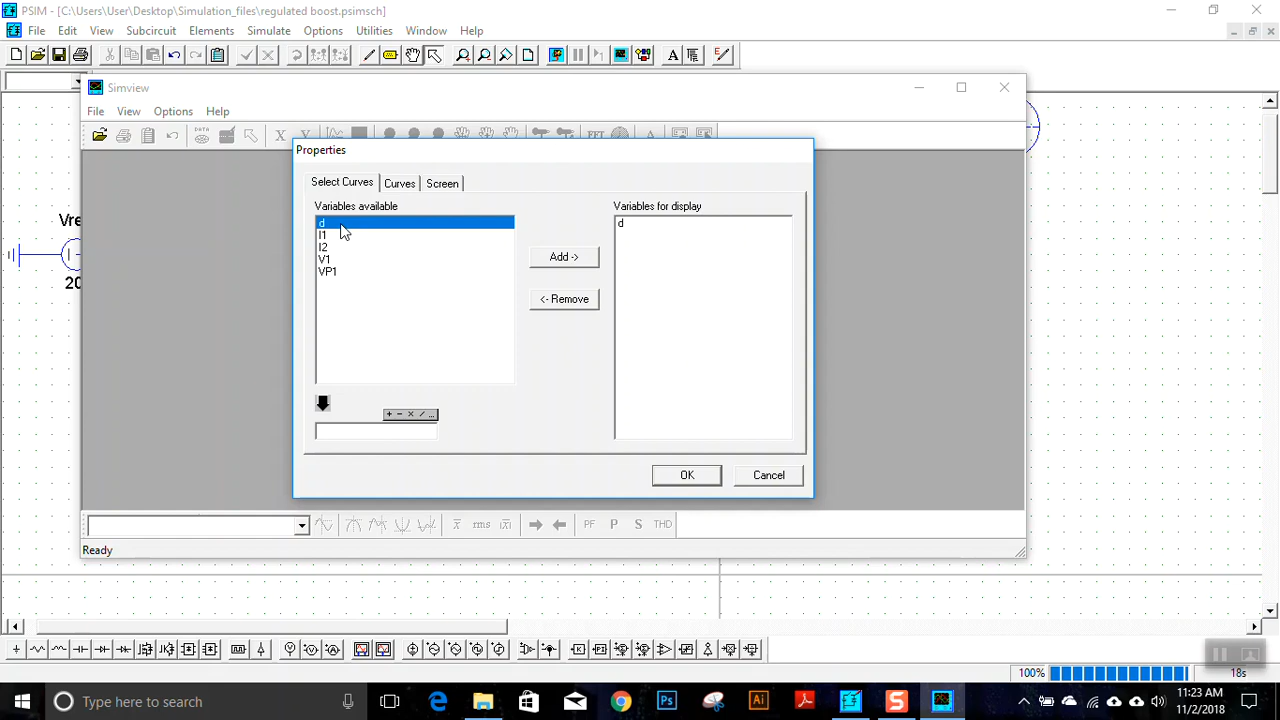 PSIM - [C:\Users\User\Desktop\Simulation_files\regulated boost.psimsch]
File Edit View Subcircuit Elements Simulate Options Utilities Window Help
Simview
File View Options Help
DATA X Y FFT A
Properties
Select Curves Curves Screen
Variables available
Variables for display
d
I1
I2
V1
VP1
d
Add ->
<- Remove
+ - × / ...
OK Cancel
Vre
20
rms |x| PF P S THD
Ready
100% 18s
Type here to search
11:23 AM
11/2/2018